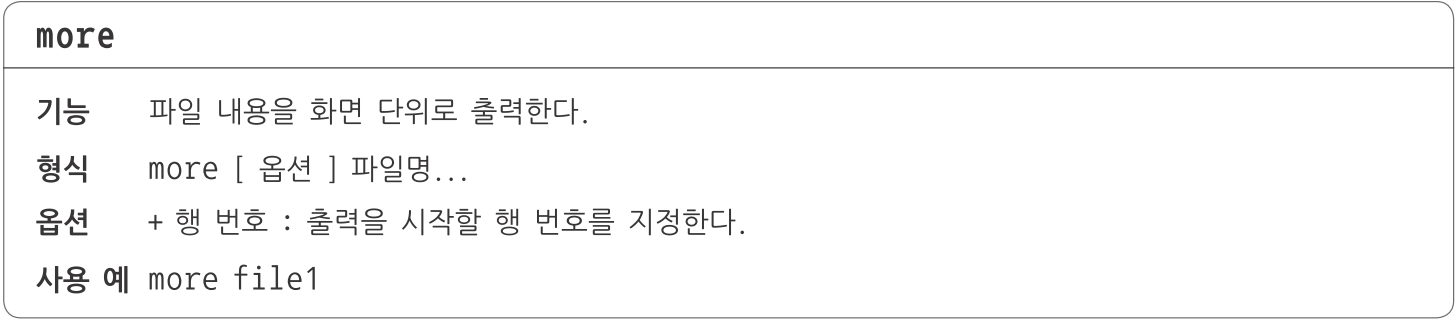 more
기능 파일 내용을 화면 단위로 출력한다.
형식 more [ 옵션 ] 파일명...
옵션 + 행 번호 : 출력을 시작할 행 번호를 지정한다.
사용 예 more file1